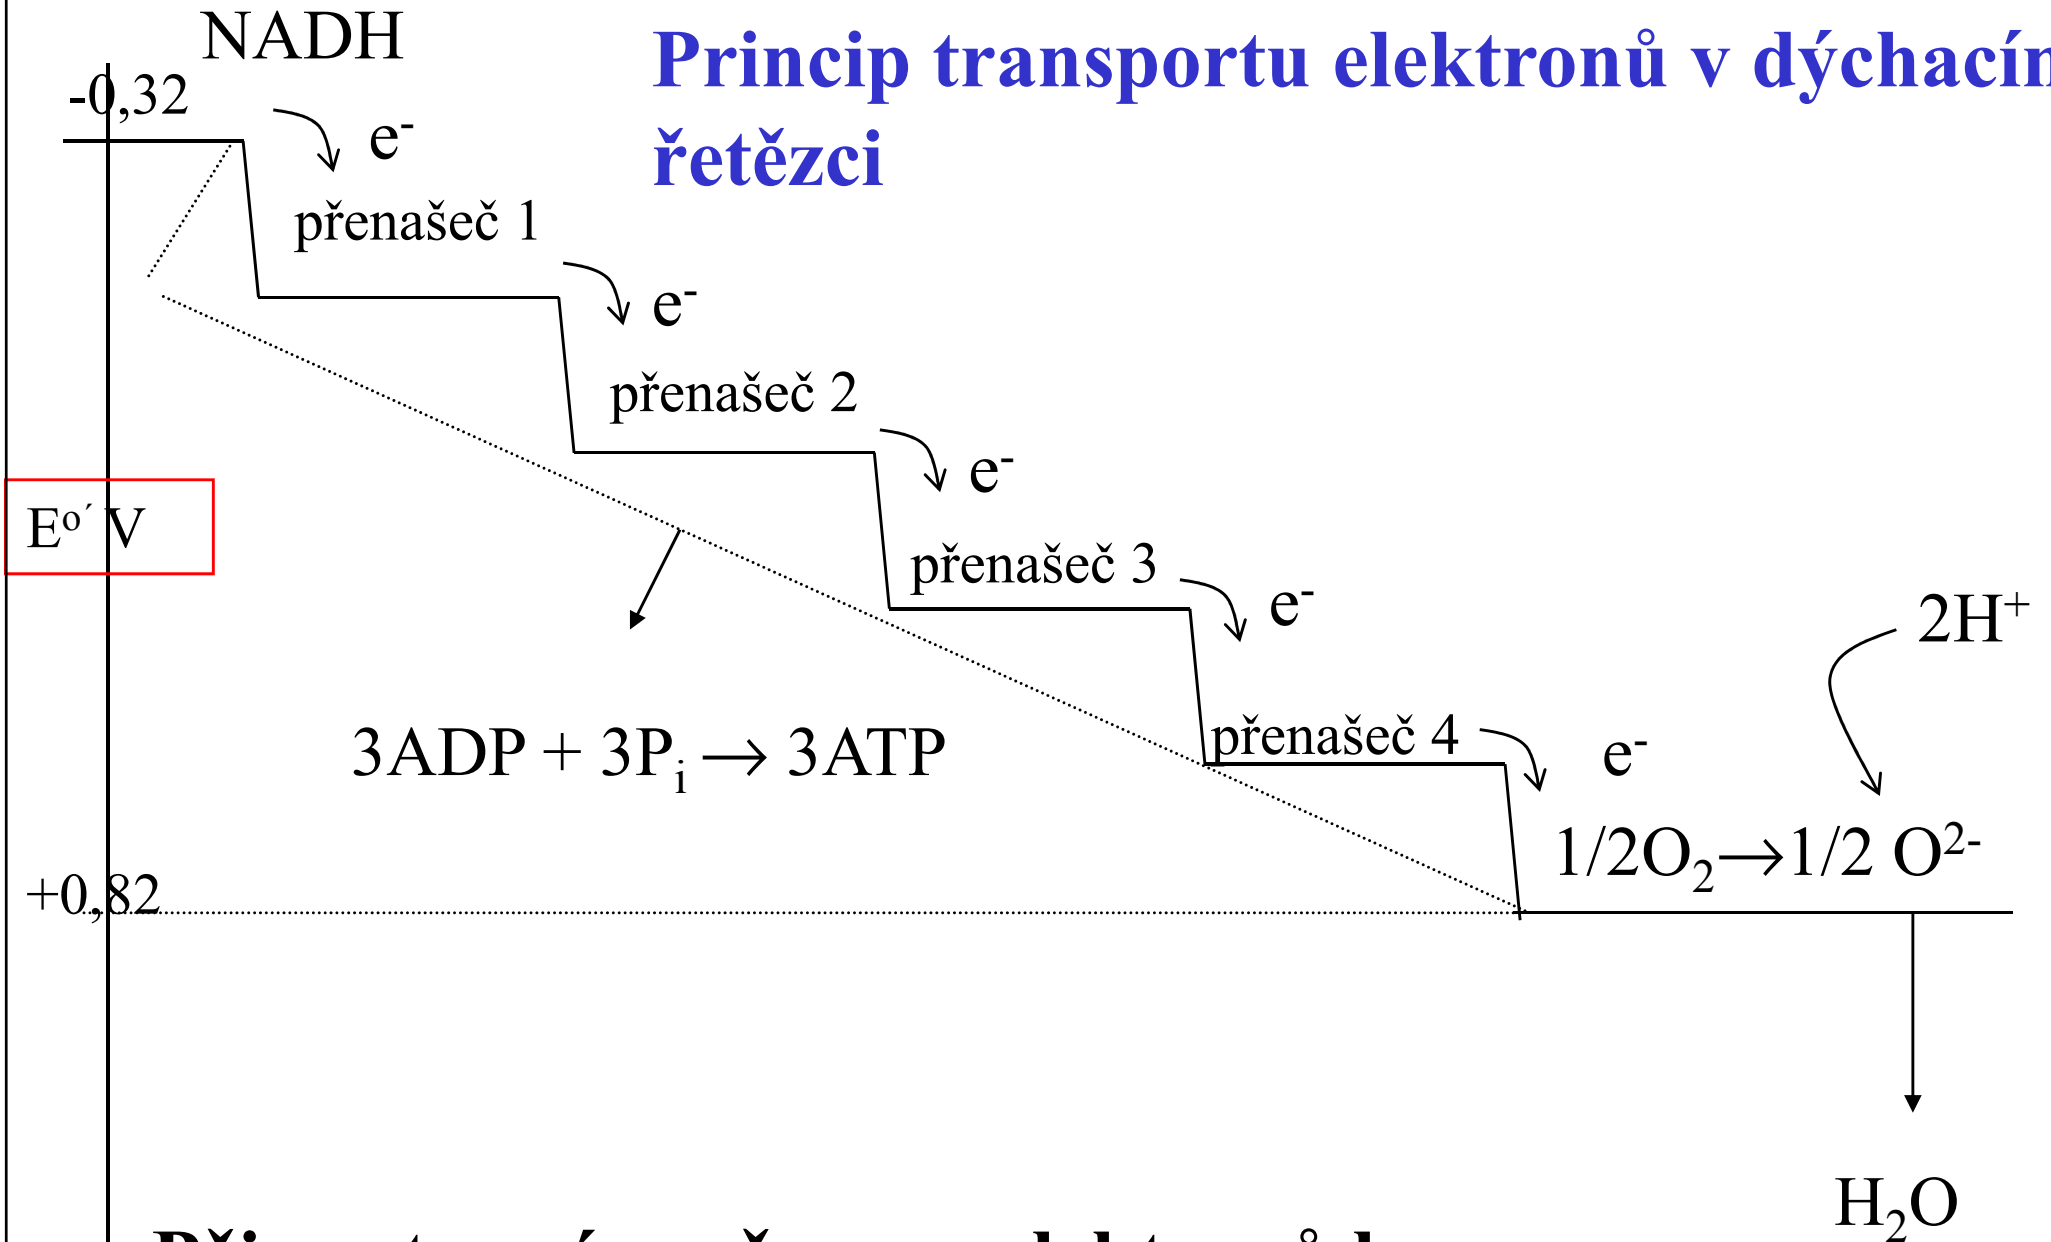 NADH
Princip transportu elektronů v dýchacím
řetězci
-0,32
e-
přenašeč 1
e-
přenašeč 2
e-
Eo´ V
přenašeč 3
e-
2H+
přenašeč 4
e-
3ADP + 3Pi → 3ATP
1/2O2→1/2 O2-
+0,82
H2O